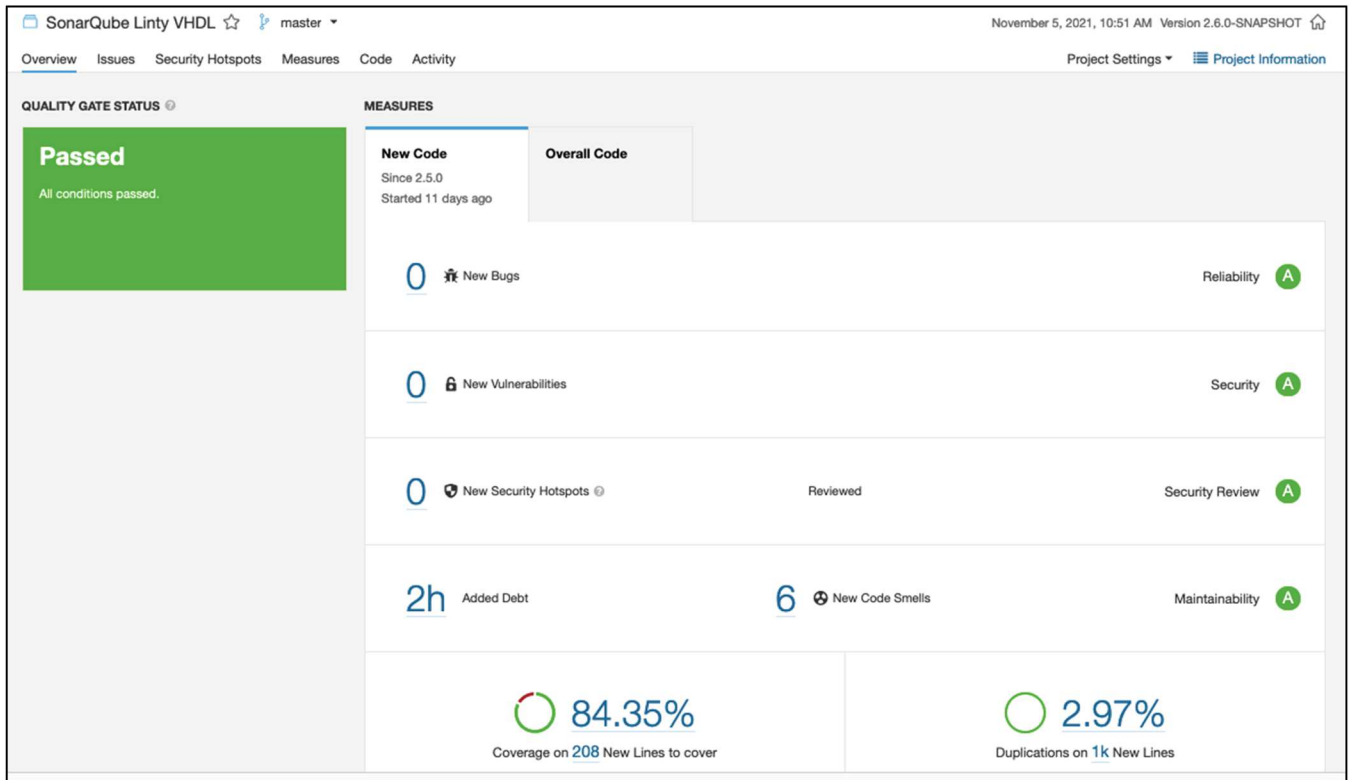 SonarQube Linty VHDL master November 5, 2021, 10:51 AM Version 2.6.0-SNAPSHOT
Overview Issues Security Hotspots Measures Code Activity Project Settings Project Information
QUALITY GATE STATUS MEASURES
Passed
All conditions passed.
New Code Overall Code
Since 2.5.0
Started 11 days ago
0 New Bugs Reliability A
0 New Vulnerabilities Security A
0 New Security Hotspots Reviewed Security Review A
2h Added Debt 6 New Code Smells Maintainability A
84.35% 2.97%
Coverage on 208 New Lines to cover Duplications on 1k New Lines